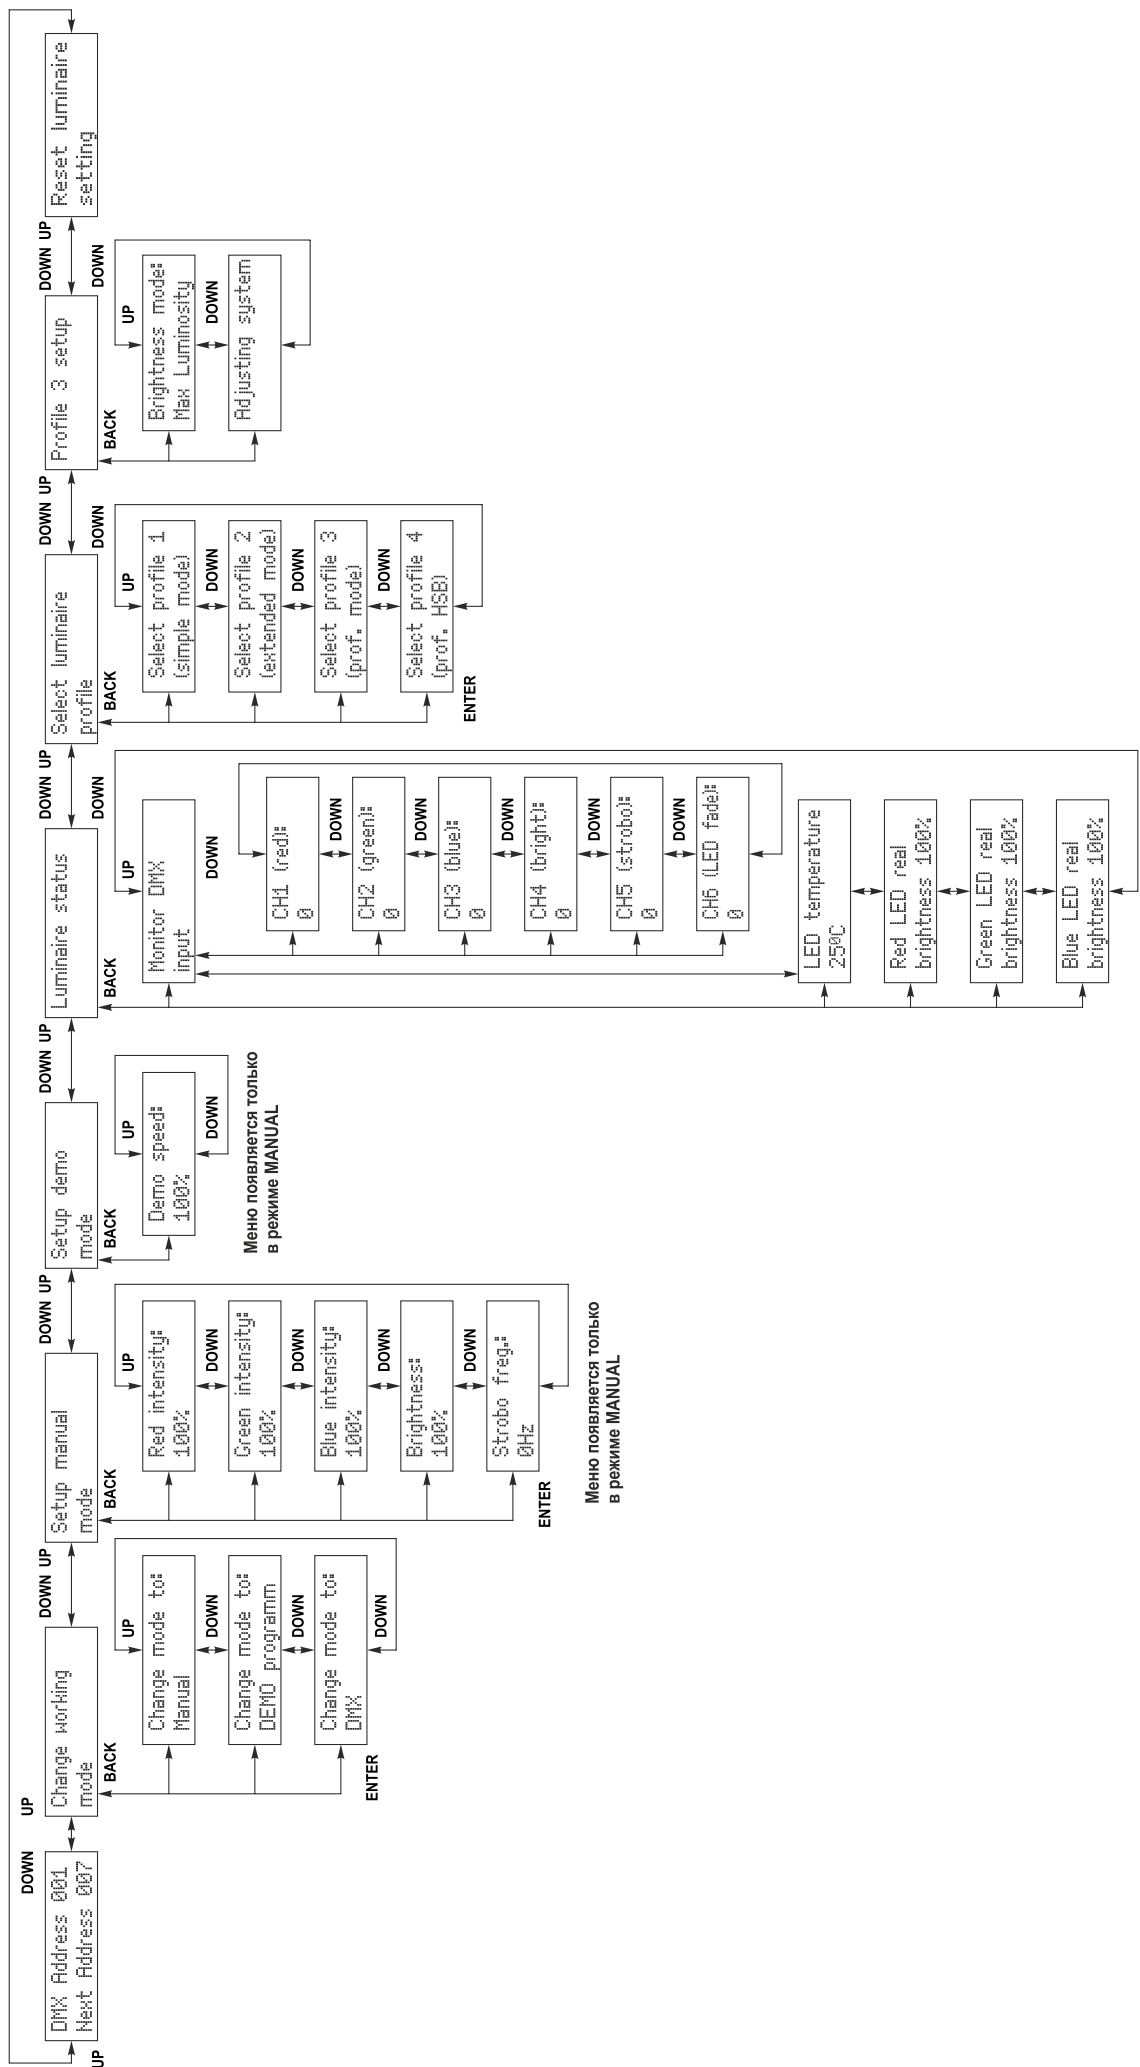 DOWN
UP
UP
DMX Address 001
Next Address 007
Change working
mode
BACK
Change mode to:
Manual
UP
DOWN
Change mode to:
DEMO programm
DOWN
Change mode to:
DMX
DOWN
ENTER
DOWN UP
Setup manual
mode
BACK
Red intensity:
100%
UP
DOWN
Green intensity:
100%
DOWN
Blue intensity:
100%
DOWN
Brightness:
100%
DOWN
Strobo freg.:
0Hz
ENTER
Меню появляется только
в режиме MANUAL
DOWN UP
Setup demo
mode
BACK
UP
Demo speed:
100%
DOWN
Меню появляется только
в режиме MANUAL
DOWN UP
Luminaire status
BACK
UP
Monitor DMX
input
DOWN
CH1 (red):
0
DOWN
CH2 (green):
0
DOWN
CH3 (blue):
0
DOWN
CH4 (bright):
0
DOWN
CH5 (strobo):
0
DOWN
CH6 (LED fade):
0
LED temperature
25ºC
Red LED real
brightness 100%
Green LED real
brightness 100%
Blue LED real
brightness 100%
DOWN UP
DOWN
Select luminaire
profile
BACK
UP
Select profile 1
(simple mode)
DOWN
Select profile 2
(extended mode)
DOWN
Select profile 3
(prof. mode)
DOWN
Select profile 4
(prof. HSB)
ENTER
DOWN UP
DOWN
Profile 3 setup
BACK
UP
Brightness mode:
Max Luminosity
DOWN
Adjusting system
DOWN UP
DOWN
Reset luminaire
setting